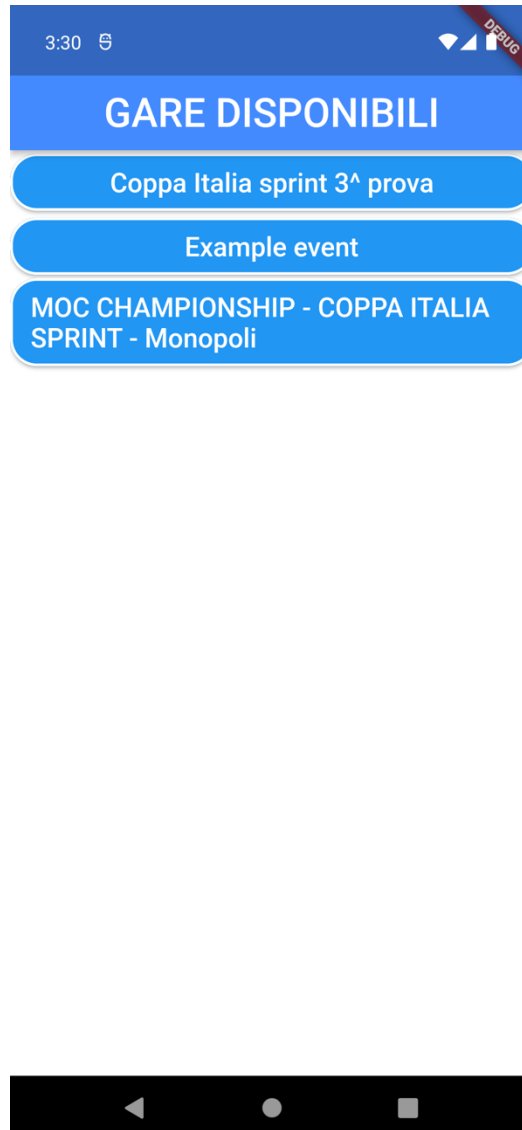 3:30
DEBUG
GARE DISPONIBILI
Coppa Italia sprint 3^ prova
Example event
MOC CHAMPIONSHIP - COPPA ITALIA
SPRINT - Monopoli